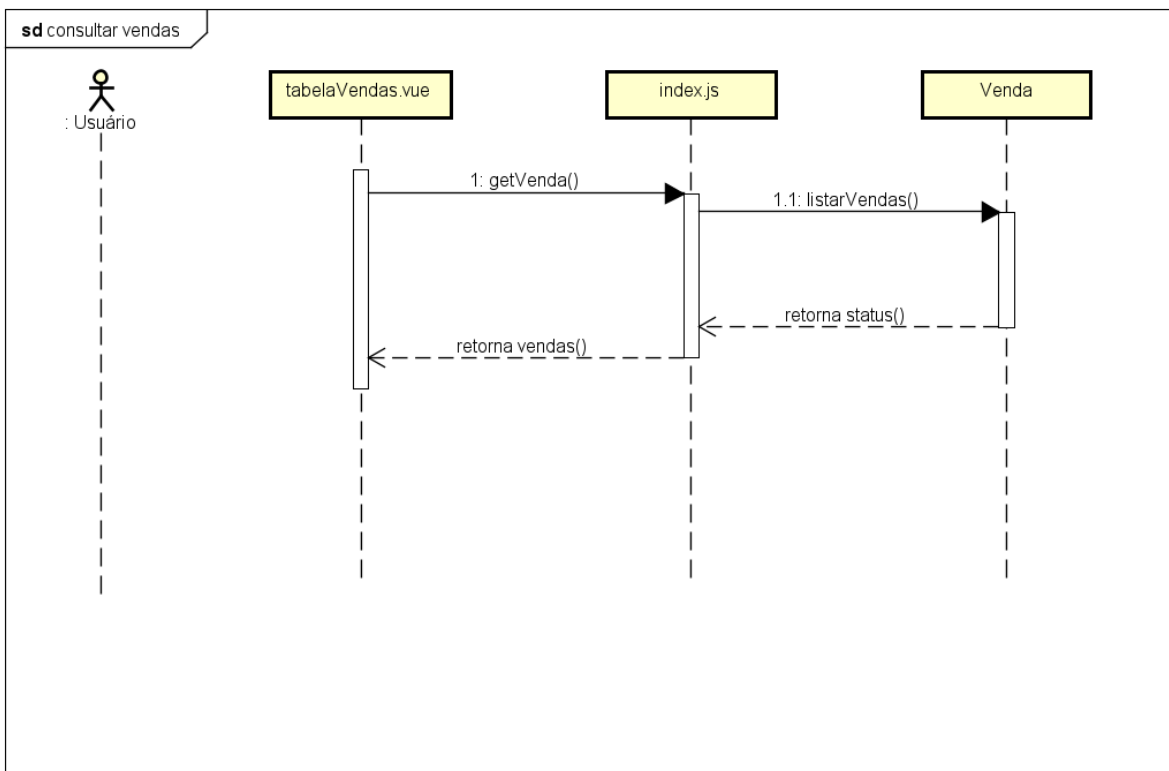 sd consultar vendas
: Usuário
tabelaVendas.vue
index.js
Venda
1: getVenda()
1.1: listarVendas()
retorna status()
retorna vendas()